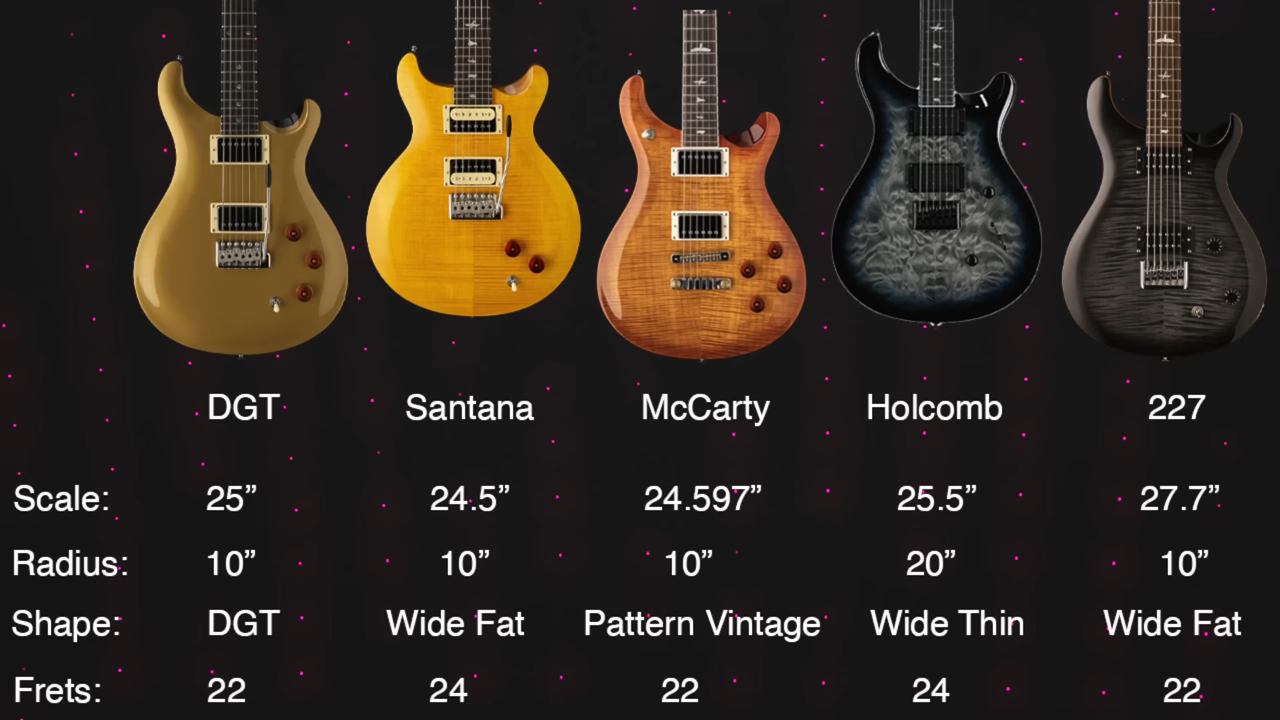 DGT Santana McCarty Holcomb 227
Scale: 25” 24.5” 24.597” 25.5” 27.7”
Radius: 10” 10” 10” 20” 10”
Shape: DGT Wide Fat Pattern Vintage Wide Thin Wide Fat
Frets: 22 24 22 24 22